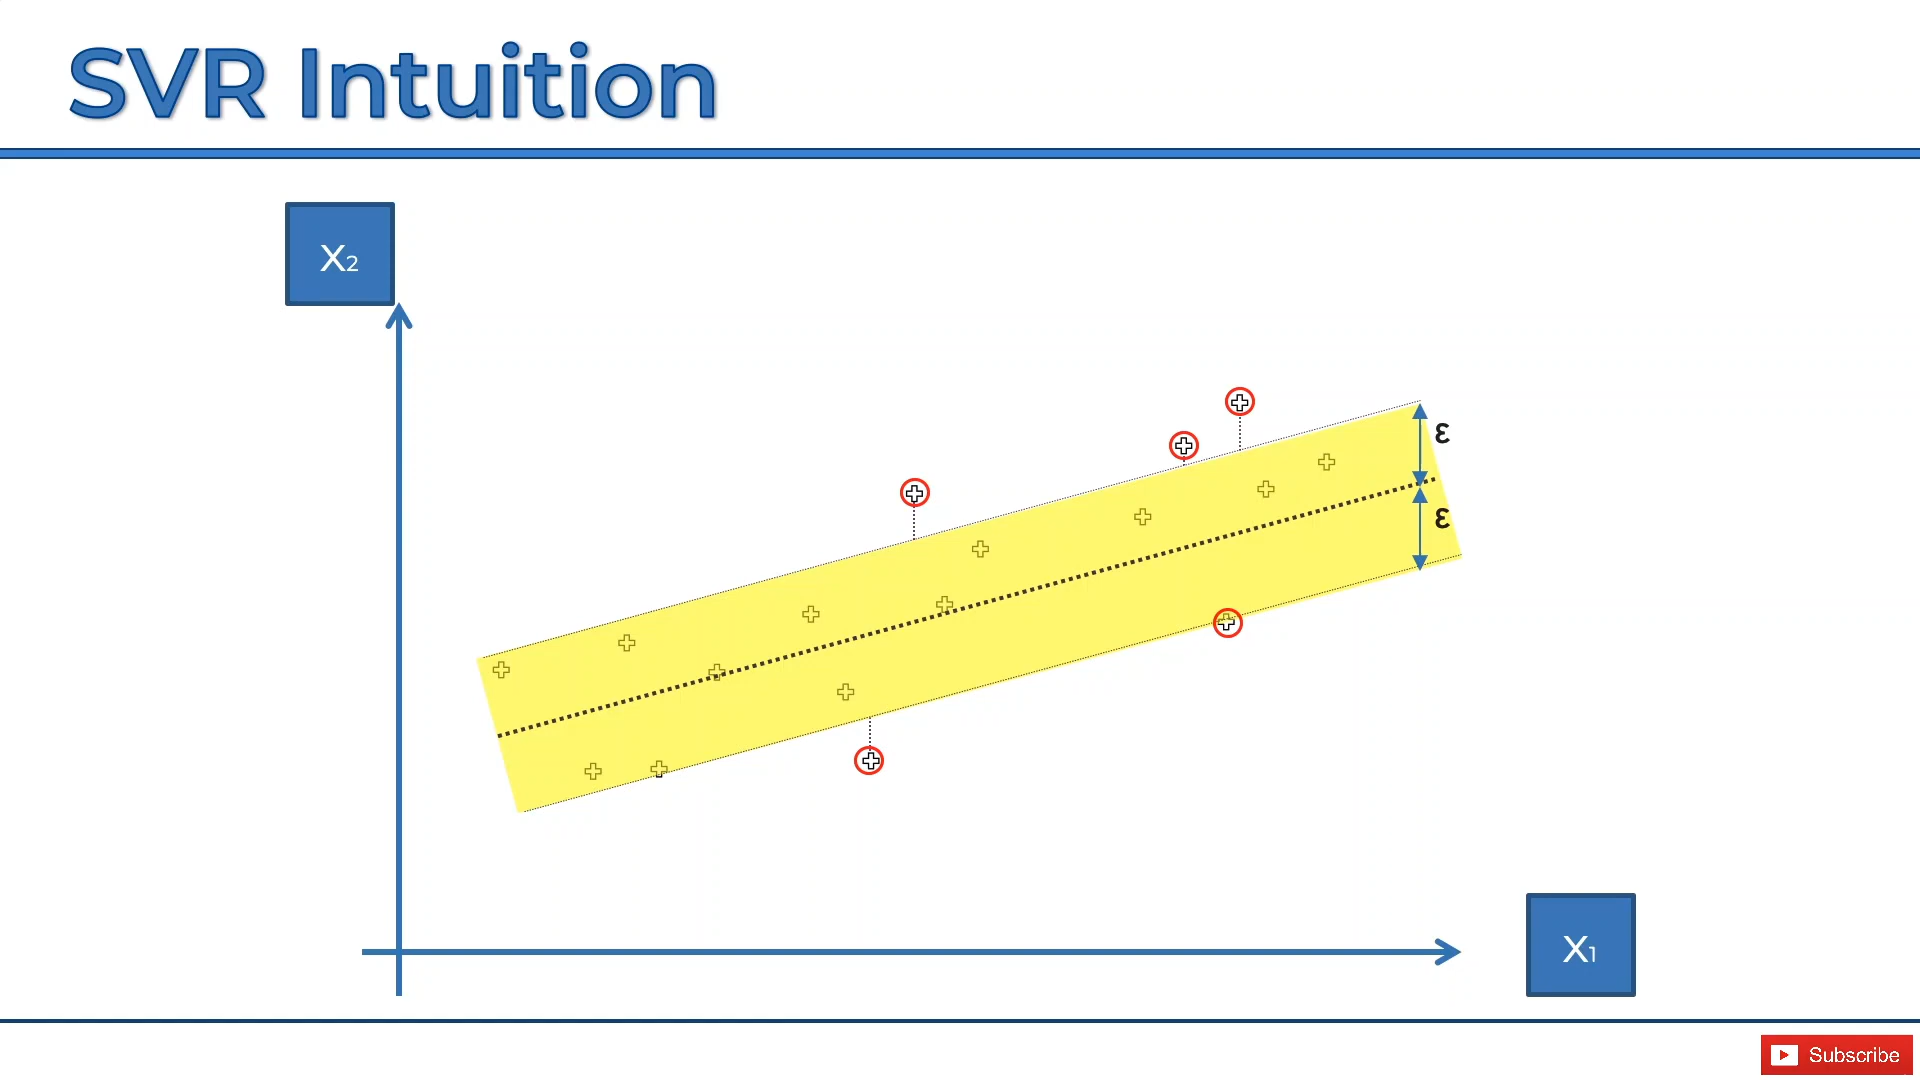 SVR Intuition
X₂
ε
ε
X₁
Subscribe